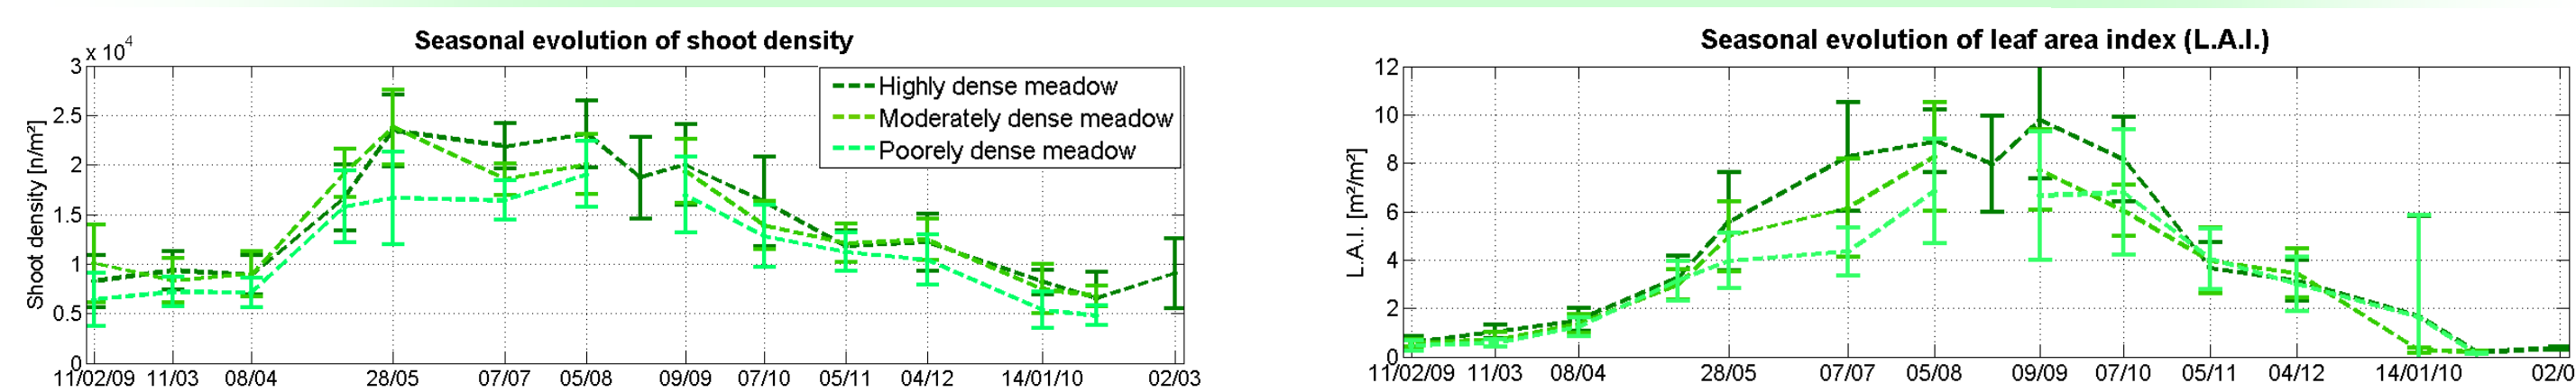 Seasonal evolution of shoot density
x 10⁴
3
2.5
2
1.5
1
0.5
0
Shoot density [n/m²]
Highly dense meadow
Moderately dense meadow
Poorely dense meadow
11/02/09 11/03 08/04 28/05 07/07 05/08 09/09 07/10 05/11 04/12 14/01/10 02/03
Seasonal evolution of leaf area index (L.A.I.)
12
10
8
6
4
2
0
L.A.I. [m²/m²]
11/02/09 11/03 08/04 28/05 07/07 05/08 09/09 07/10 05/11 04/12 14/01/10 02/0